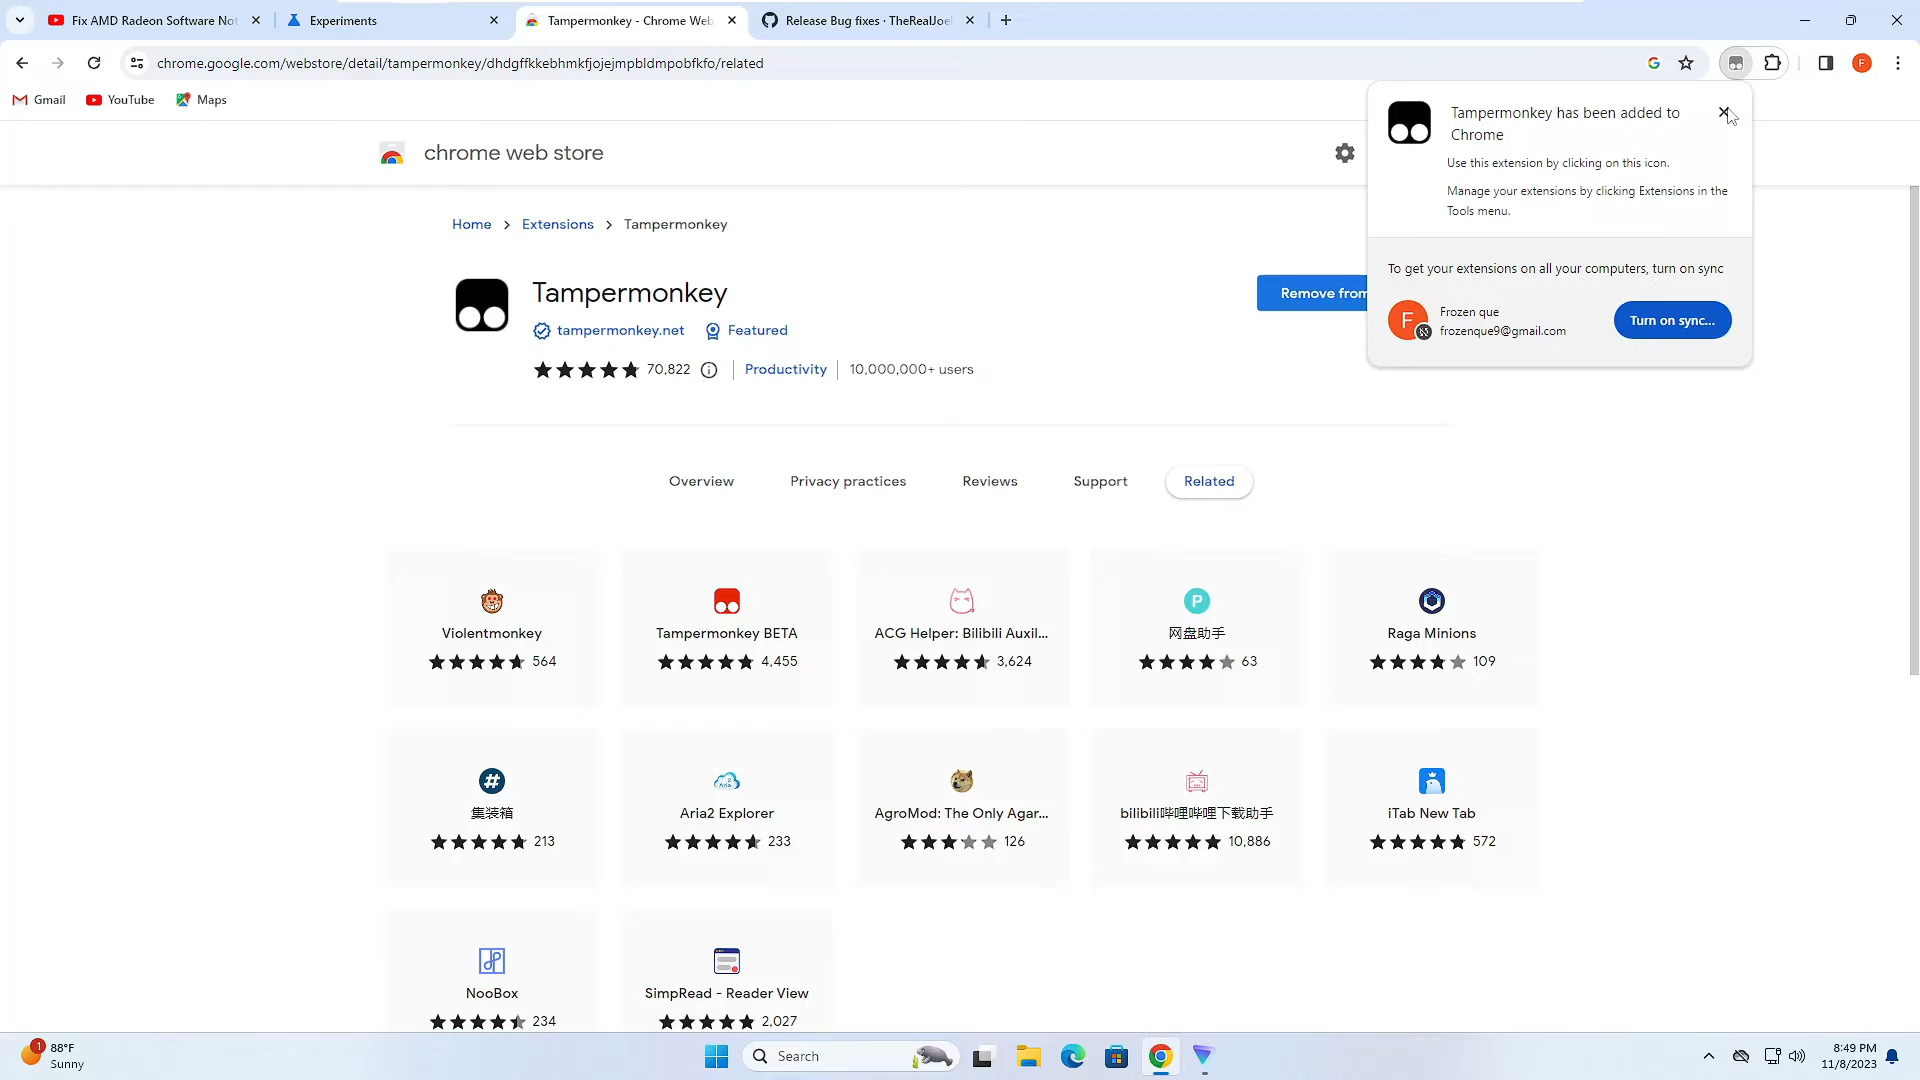 Fix AMD Radeon Software Not
Experiments
Tampermonkey - Chrome Web
Release Bug fixes · TheRealJoel
chrome.google.com/webstore/detail/tampermonkey/dhdgffkkebhmkfjojejmpbldmpobfkfo/related
F
Gmail
YouTube
Maps
chrome web store
Tampermonkey has been added to
Chrome
Use this extension by clicking on this icon.
Manage your extensions by clicking Extensions in the
Tools menu.
To get your extensions on all your computers, turn on sync
F
Frozen que
frozenque9@gmail.com
Turn on sync...
Home > Extensions > Tampermonkey
Tampermonkey
Remove from
tampermonkey.net
Featured
70,822
Productivity
10,000,000+ users
Overview
Privacy practices
Reviews
Support
Related
Violentmonkey
564
Tampermonkey BETA
4,455
ACG Helper: Bilibili Auxil...
3,624
P
网盘助手
63
Raga Minions
109
#
集装箱
213
Aria2 Explorer
233
AgroMod: The Only Agar...
126
bilibili哔哩哔哩下载助手
10,886
iTab New Tab
572
NooBox
234
SimpRead - Reader View
2,027
1
88°F
Sunny
Search
8:49 PM
11/8/2023